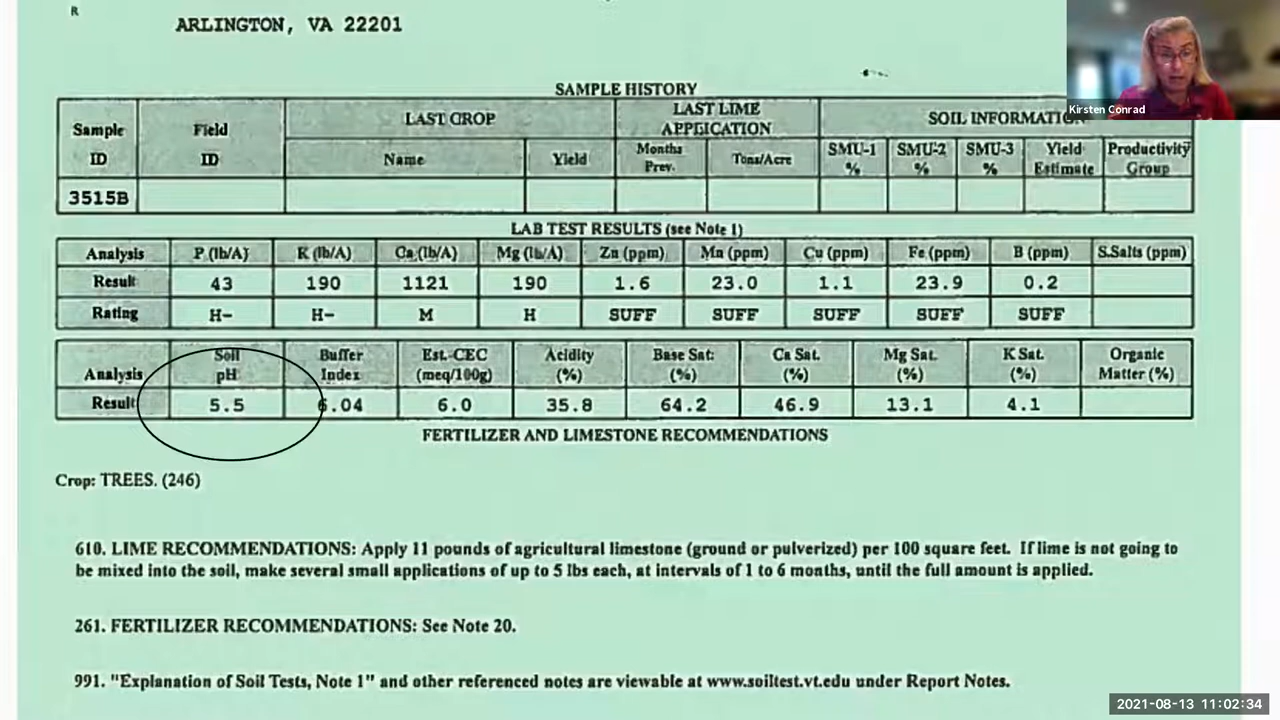 R
ARLINGTON, VA 22201
Kirsten Conrad
SAMPLE HISTORY
Sample ID Field ID LAST CROP LAST LIME APPLICATION SOIL INFORMATION
Name Yield Months Prev. Tons/Acre SMU-1 % SMU-2 % SMU-3 % Yield Estimate Productivity Group
3515B
LAB TEST RESULTS (see Note 1)
Analysis P (lb/A) K (lb/A) Ca (lb/A) Mg (lb/A) Zn (ppm) Mn (ppm) Cu (ppm) Fe (ppm) B (ppm) S.Salts (ppm)
Result 43 190 1121 190 1.6 23.0 1.1 23.9 0.2
Rating H- H- M H SUFF SUFF SUFF SUFF SUFF
Analysis Soil pH Buffer Index Est.-CEC (meq/100g) Acidity (%) Base Sat. (%) Ca Sat. (%) Mg Sat. (%) K Sat. (%) Organic Matter (%)
Result 5.5 6.04 6.0 35.8 64.2 46.9 13.1 4.1
FERTILIZER AND LIMESTONE RECOMMENDATIONS
Crop: TREES. (246)
610. LIME RECOMMENDATIONS: Apply 11 pounds of agricultural limestone (ground or pulverized) per 100 square feet. If lime is not going to
be mixed into the soil, make several small applications of up to 5 lbs each, at intervals of 1 to 6 months, until the full amount is applied.
261. FERTILIZER RECOMMENDATIONS: See Note 20.
991. "Explanation of Soil Tests, Note 1" and other referenced notes are viewable at www.soiltest.vt.edu under Report Notes.
2021-08-13 11:02:34